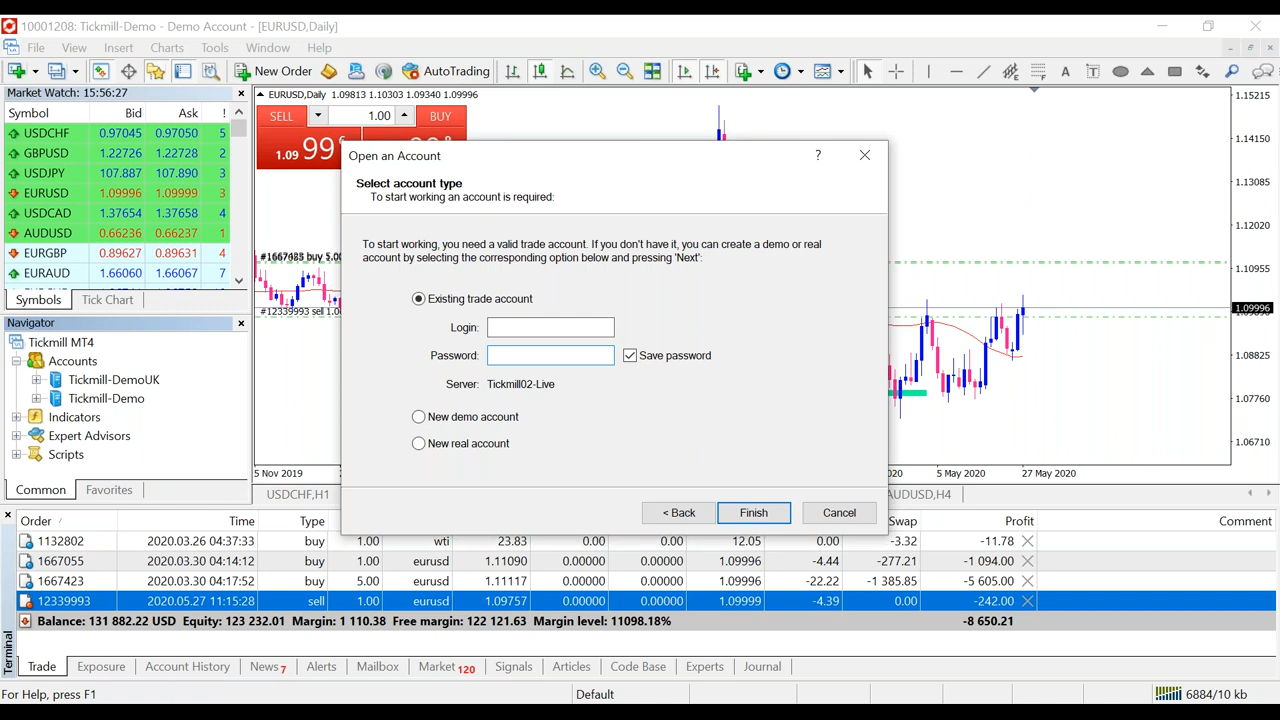 10001208: Tickmill-Demo - Demo Account - [EURUSD,Daily]
File View Insert Charts Tools Window Help
New Order AutoTrading
Market Watch: 15:56:27
Symbol Bid Ask !
USDCHF 0.97045 0.97050 5
GBPUSD 1.22726 1.22728 2
USDJPY 107.887 107.890 3
EURUSD 1.09996 1.09999 3
USDCAD 1.37654 1.37658 4
AUDUSD 0.66236 0.66237 1
EURGBP 0.89627 0.89631 4
EURAUD 1.66060 1.66067 7
Symbols Tick Chart
Navigator
Tickmill MT4
Accounts
Tickmill-DemoUK
Tickmill-Demo
Indicators
Expert Advisors
Scripts
Common Favorites
EURUSD,Daily 1.09813 1.10303 1.09340 1.09996
SELL 1.00 BUY
1.09 99
#12339993 sell 1.0
1.15215
1.14150
1.13085
1.12020
1.10955
1.09996
1.08825
1.07760
1.06710
5 Nov 2019
5 May 2020 27 May 2020
USDCHF,H1
AUDUSD,H4
Open an Account ?
Select account type
To start working an account is required:
To start working, you need a valid trade account. If you don't have it, you can create a demo or real
account by selecting the corresponding option below and pressing 'Next':
Existing trade account
Login:
Password: Save password
Server: Tickmill02-Live
New demo account
New real account
< Back Finish Cancel
Order / Time Type Swap Profit Comment
1132802 2020.03.26 04:37:33 buy 1.00 wti 23.83 0.00 0.00 12.05 0.00 -3.32 -11.78
1667055 2020.03.30 04:14:12 buy 1.00 eurusd 1.11090 0.00000 0.00000 1.09996 -4.44 -277.21 -1 094.00
1667423 2020.03.30 04:17:52 buy 5.00 eurusd 1.11117 0.00000 0.00000 1.09996 -22.22 -1 385.85 -5 605.00
12339993 2020.05.27 11:15:28 sell 1.00 eurusd 1.09757 0.00000 0.00000 1.09999 -4.39 0.00 -242.00
Balance: 131 882.22 USD Equity: 123 232.01 Margin: 1 110.38 Free margin: 122 121.63 Margin level: 11098.18% -8 650.21
Terminal
Trade Exposure Account History News 7 Alerts Mailbox Market 120 Signals Articles Code Base Experts Journal
For Help, press F1 Default 6884/10 kb